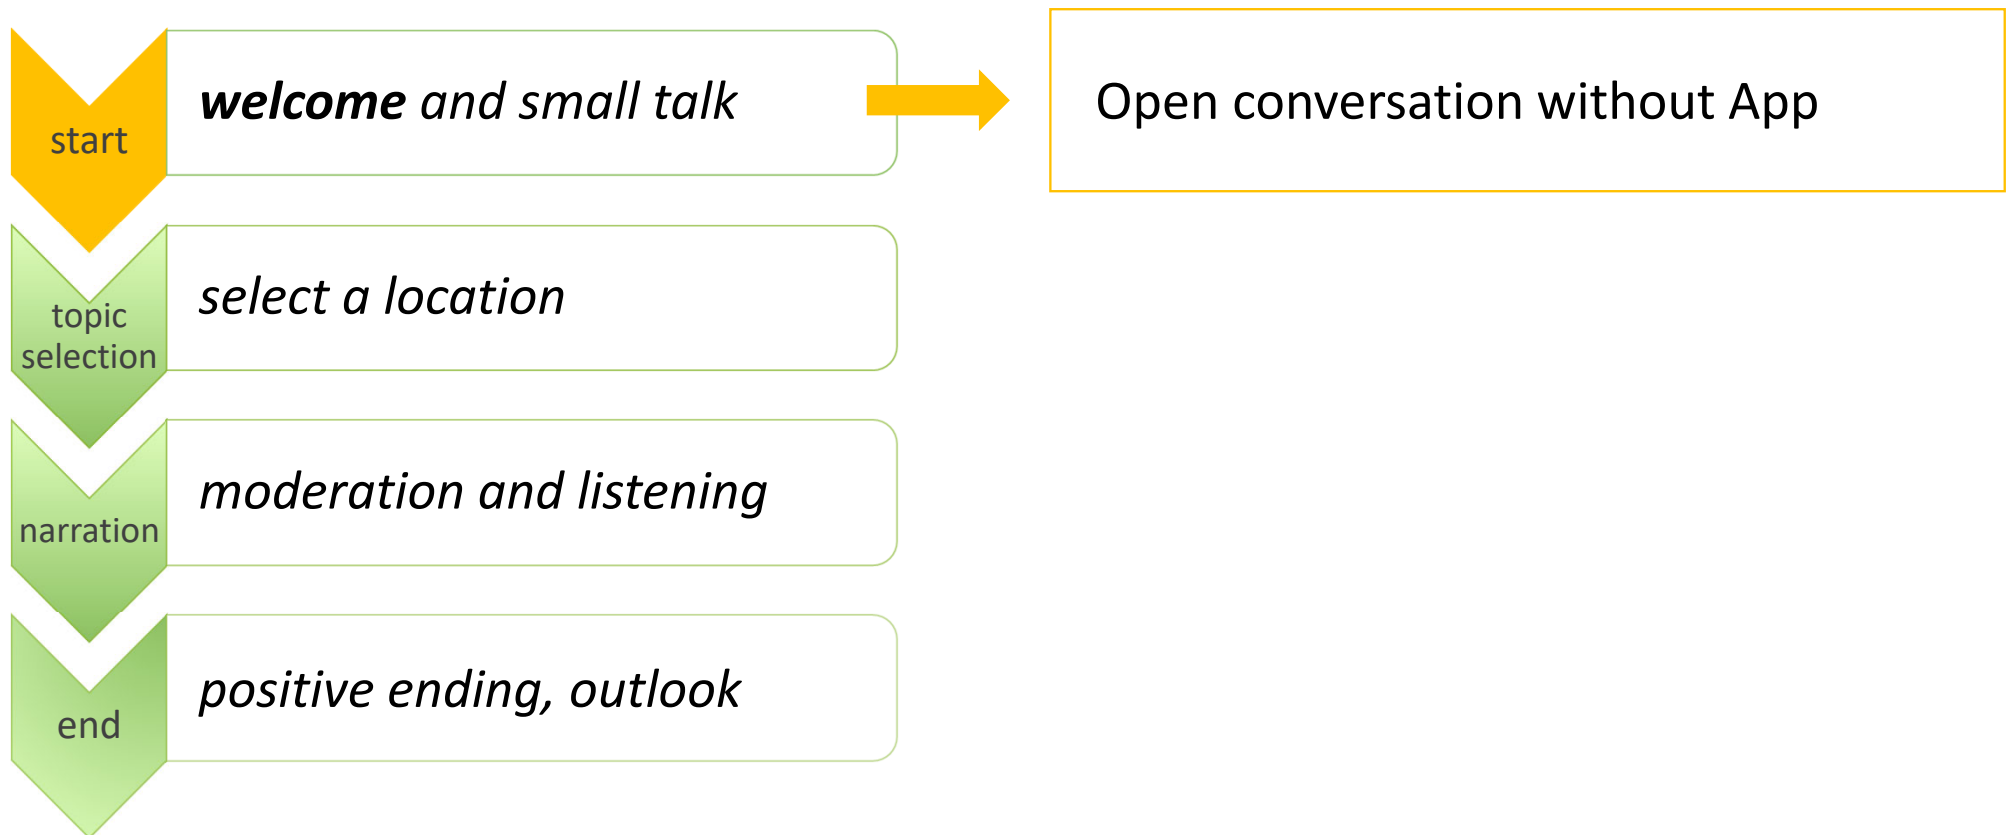 start
welcome and small talk
Open conversation without App
topic
selection
select a location
narration
moderation and listening
end
positive ending, outlook